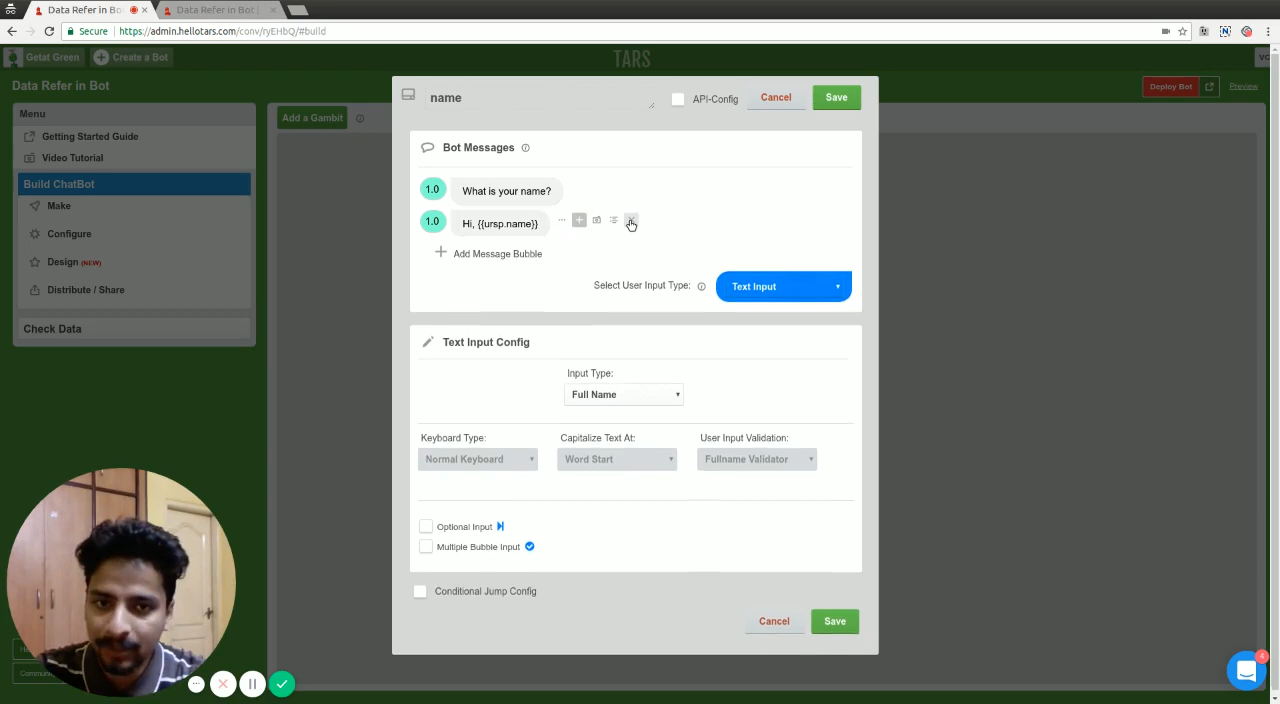 Data Refer in Bo
Data Refer in Bot
Secure
https://admin.hellotars.com/conv/ryEHbQ/#build
Getat Green
Create a Bot
TARS
Data Refer in Bot
Deploy Bot
Preview
Menu
Getting Started Guide
Video Tutorial
Build ChatBot
Make
Configure
Design (NEW)
Distribute / Share
Check Data
Add a Gambit
name
API-Config
Cancel
Save
Bot Messages
1.0
What is your name?
1.0
Hi, {{ursp.name}}
Add Message Bubble
Select User Input Type:
Text Input
Text Input Config
Input Type:
Full Name
Keyboard Type:
Capitalize Text At:
User Input Validation:
Normal Keyboard
Word Start
Fullname Validator
Optional Input
Multiple Bubble Input
Conditional Jump Config
Cancel
Save
4